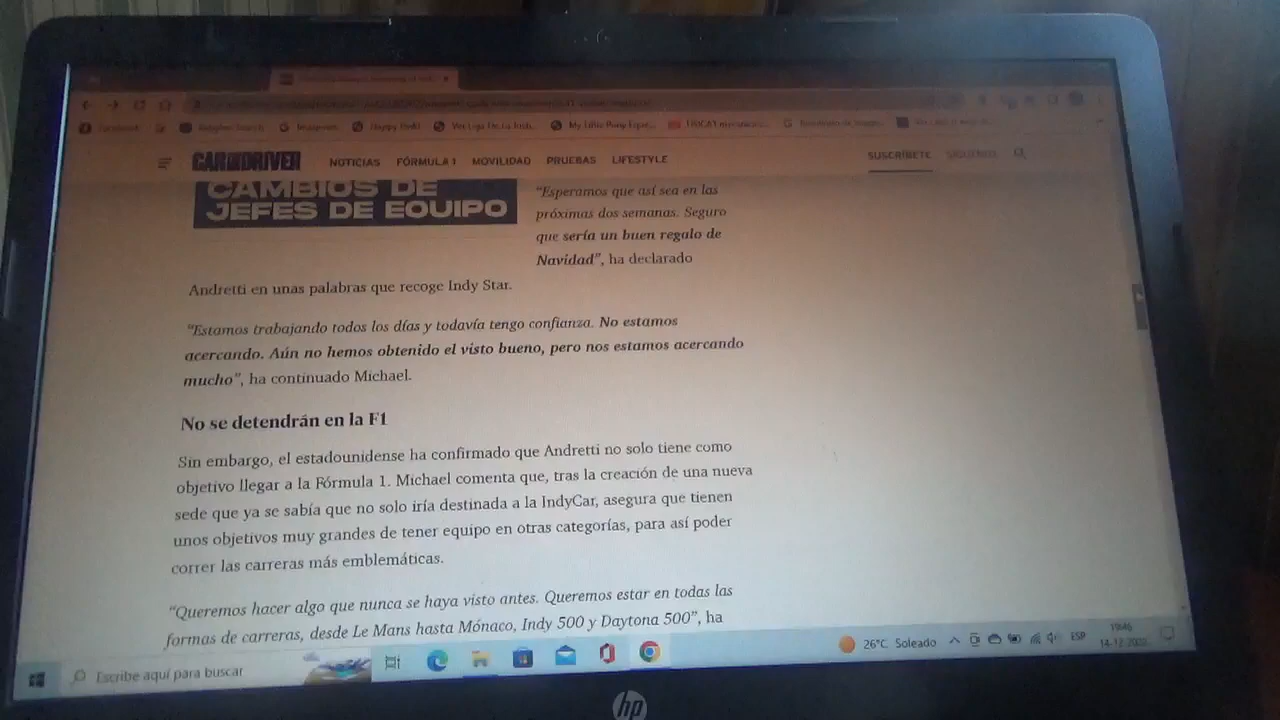 Facebook
Imágenes
CAR AND DRIVER
NOTICIAS FÓRMULA 1 MOVILIDAD PRUEBAS LIFESTYLE
SUSCRÍBETE SÍGUENOS
CAMBIOS DE
JEFES DE EQUIPO
"Esperamos que así sea en las
próximas dos semanas. Seguro
que sería un buen regalo de
Navidad", ha declarado
Andretti en unas palabras que recoge Indy Star.
"Estamos trabajando todos los días y todavía tengo confianza. No estamos
acercando. Aún no hemos obtenido el visto bueno, pero nos estamos acercando
mucho", ha continuado Michael.
No se detendrán en la F1
Sin embargo, el estadounidense ha confirmado que Andretti no solo tiene como
objetivo llegar a la Fórmula 1. Michael comenta que, tras la creación de una nueva
sede que ya se sabía que no solo iría destinada a la IndyCar, asegura que tienen
unos objetivos muy grandes de tener equipo en otras categorías, para así poder
correr las carreras más emblemáticas.
"Queremos hacer algo que nunca se haya visto antes. Queremos estar en todas las
formas de carreras, desde Le Mans hasta Mónaco, Indy 500 y Daytona 500", ha
Escribe aquí para buscar
26°C Soleado
ESP
19:46
hp